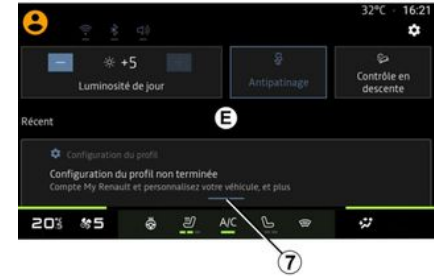 32°C - 16:21
+5
Luminosité de jour
Antipatinage
Contrôle en
descente
Récent
E
Configuration du profil
Configuration du profil non terminée
Compte My Renault et personnalisez votre véhicule, et plus
5
A/C
7